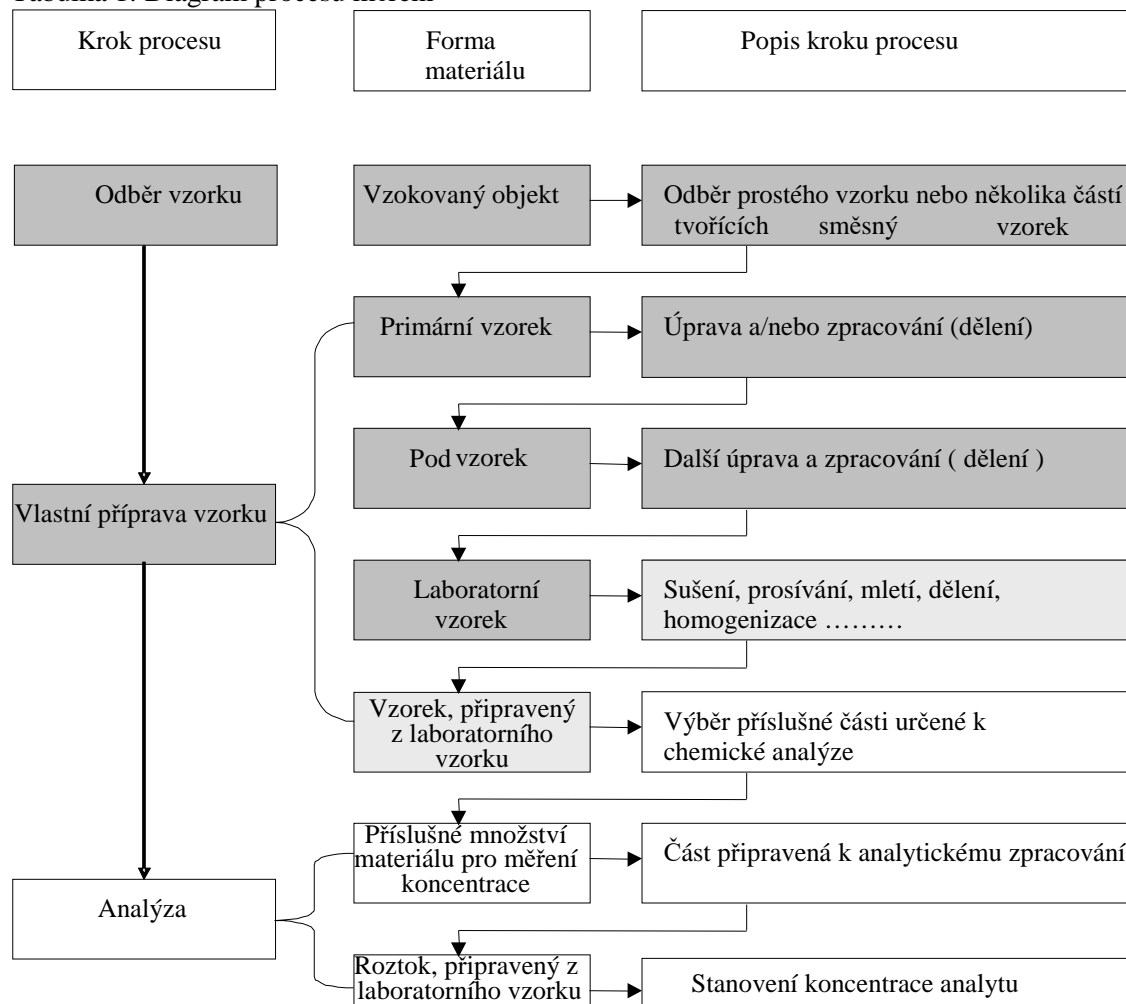 Tabulka 1: Diagram procesu měření
Krok procesu
Forma
materiálu
Popis kroku procesu
Odběr vzorku
Vzokovaný objekt
Odběr prostého vzorku nebo několika částí
tvořících směsný vzorek
Primární vzorek
Úprava a/nebo zpracování (dělení)
Pod vzorek
Další úprava a zpracování ( dělení )
Vlastní příprava vzorku
Laboratorní
vzorek
Sušení, prosívání, mletí, dělení,
homogenizace ………
Vzorek, připravený
z laboratorního
vzorku
Výběr příslušné části určené k
chemické analýze
Příslušné množství
materiálu pro měření
koncentrace
Část připravená k analytickému zpracování
Analýza
Roztok, připravený z
laboratorního vzorku
Stanovení koncentrace analytu